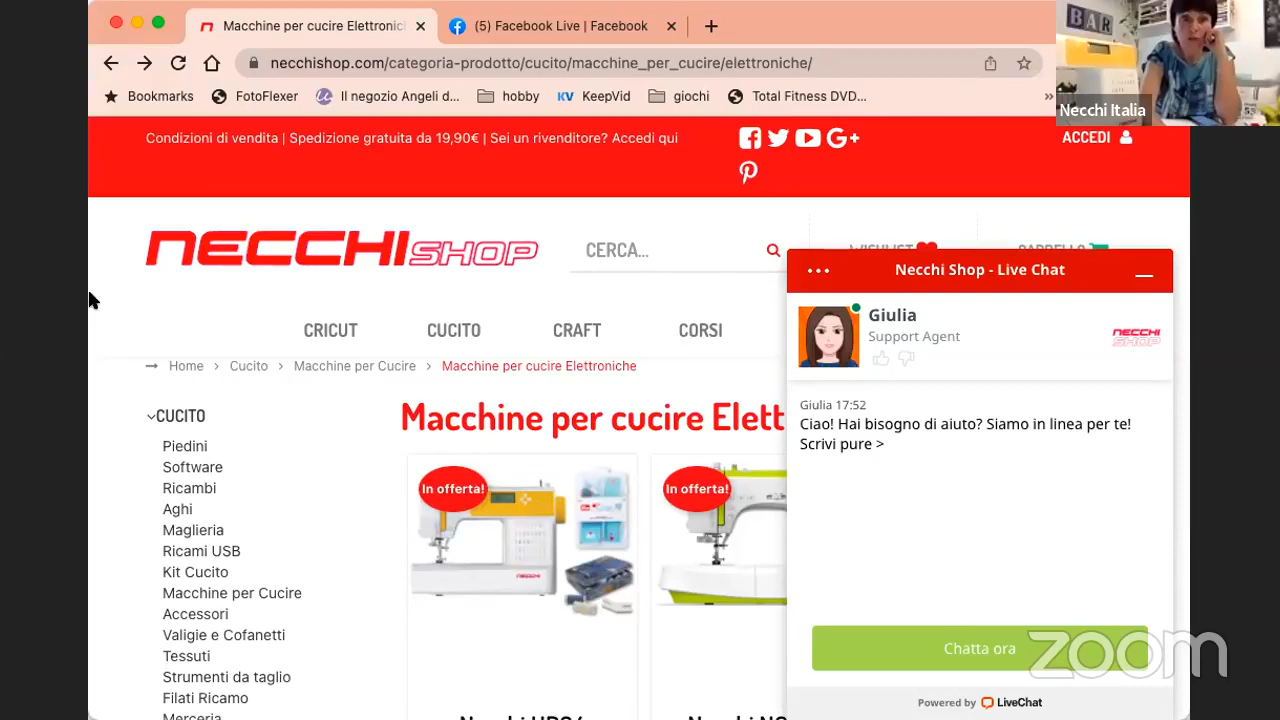 Macchine per cucire Elettronic
(5) Facebook Live | Facebook
necchishop.com/categoria-prodotto/cucito/macchine_per_cucire/elettroniche/
Bookmarks
FotoFlexer
Il negozio Angeli d...
hobby
KV KeepVid
giochi
Total Fitness DVD...
»
BAR
Necchi Italia
Condizioni di vendita | Spedizione gratuita da 19,90€ | Sei un rivenditore? Accedi qui
ACCEDI
NECCHI SHOP
CERCA...
WISHLIST
CARRELLO
CRICUT
CUCITO
CRAFT
CORSI
Home > Cucito > Macchine per Cucire > Macchine per cucire Elettroniche
CUCITO
Piedini
Software
Ricambi
Aghi
Maglieria
Ricami USB
Kit Cucito
Macchine per Cucire
Accessori
Valigie e Cofanetti
Tessuti
Strumenti da taglio
Filati Ricamo
Merceria
Macchine per cucire Elett
In offerta!
In offerta!
NECCHI
Necchi Shop - Live Chat
Giulia
Support Agent
NECCHI
SHOP
Giulia 17:52
Ciao! Hai bisogno di aiuto? Siamo in linea per te!
Scrivi pure >
Chatta ora
zoom
Powered by LiveChat